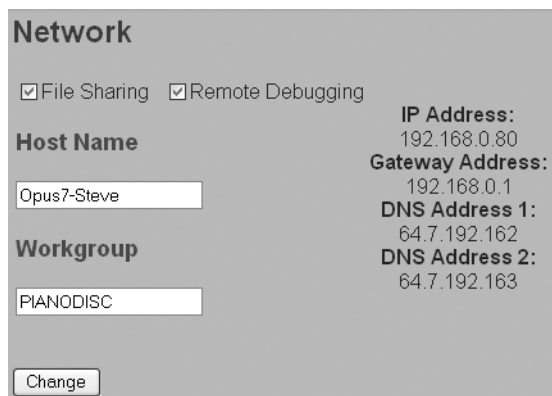 Network
File Sharing Remote Debugging
Host Name
Opus7-Steve
Workgroup
PIANODISC
Change
IP Address:
192.168.0.80
Gateway Address:
192.168.0.1
DNS Address 1:
64.7.192.162
DNS Address 2:
64.7.192.163